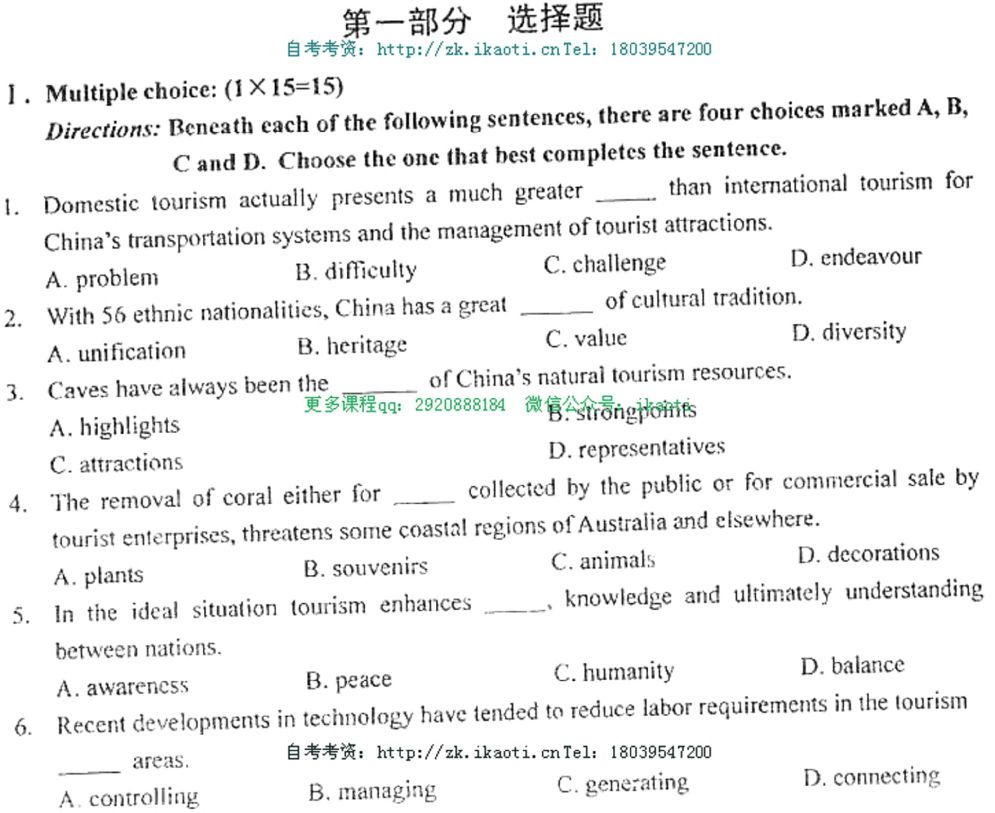 第一部分 选择题
自考考资：http://zk.ikaoti.cnTel：18039547200
I. Multiple choice: (1×15=15)
Directions: Beneath each of the following sentences, there are four choices marked A, B,
C and D. Choose the one that best completes the sentence.
1. Domestic tourism actually presents a much greater _____ than international tourism for
China's transportation systems and the management of tourist attractions.
A. problem B. difficulty C. challenge D. endeavour
2. With 56 ethnic nationalities, China has a great ______ of cultural tradition.
A. unification B. heritage C. value D. diversity
3. Caves have always been the ______ of China's natural tourism resources.
更多课程qq：2920888184 微信公众号：ikaoti
A. highlights B. strongpoints
C. attractions D. representatives
4. The removal of coral either for _____ collected by the public or for commercial sale by
tourist enterprises, threatens some coastal regions of Australia and elsewhere.
A. plants B. souvenirs C. animals D. decorations
5. In the ideal situation tourism enhances _____, knowledge and ultimately understanding
between nations.
A. awareness B. peace C. humanity D. balance
6. Recent developments in technology have tended to reduce labor requirements in the tourism
_____ areas.
自考考资：http://zk.ikaoti.cnTel：18039547200
A. controlling B. managing C. generating D. connecting